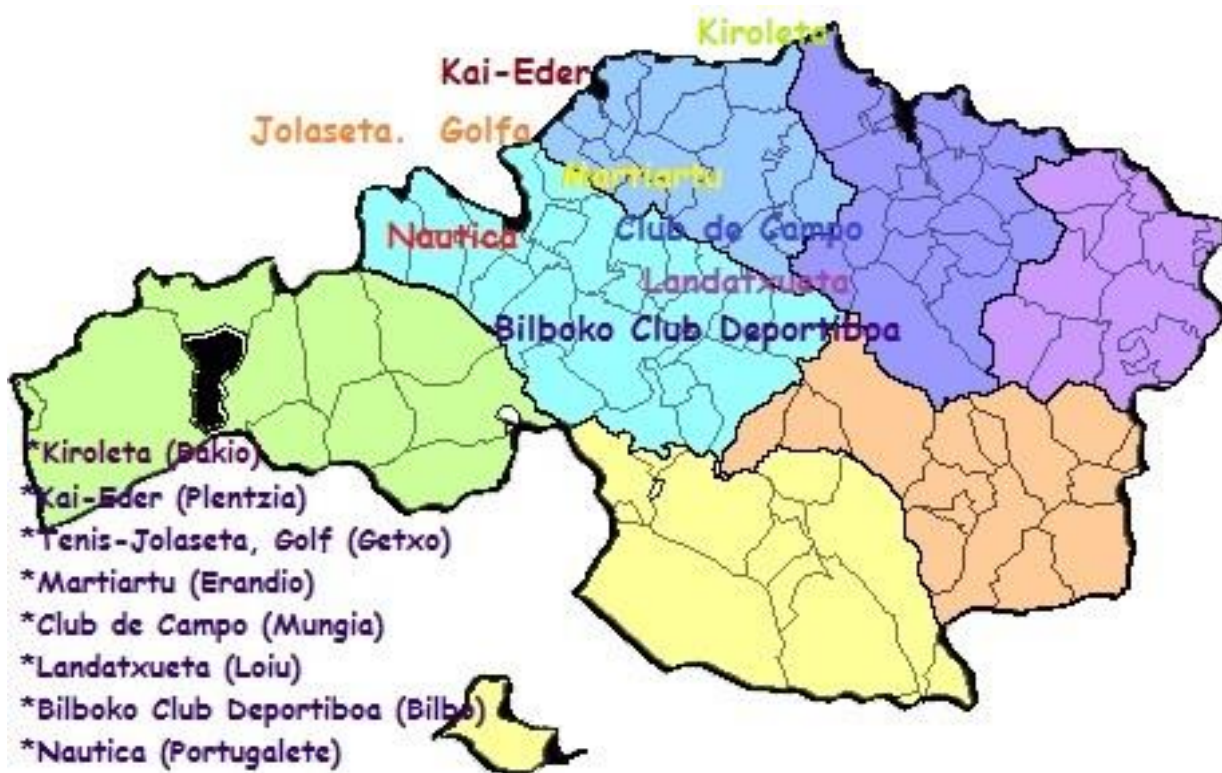 Kiroleta
Kai-Eder
Jolaseta. Golfa
Martiartu
Nautica Club de Campo
Landatxueta
Bilboko Club Deportiboa
*Kiroleta (Bakio)
*Kai-Eder (Plentzia)
*Tenis-Jolaseta, Golf (Getxo)
*Martiartu (Erandio)
*Club de Campo (Mungia)
*Landatxueta (Loiu)
*Bilboko Club Deportiboa (Bilbo)
*Nautica (Portugalete)